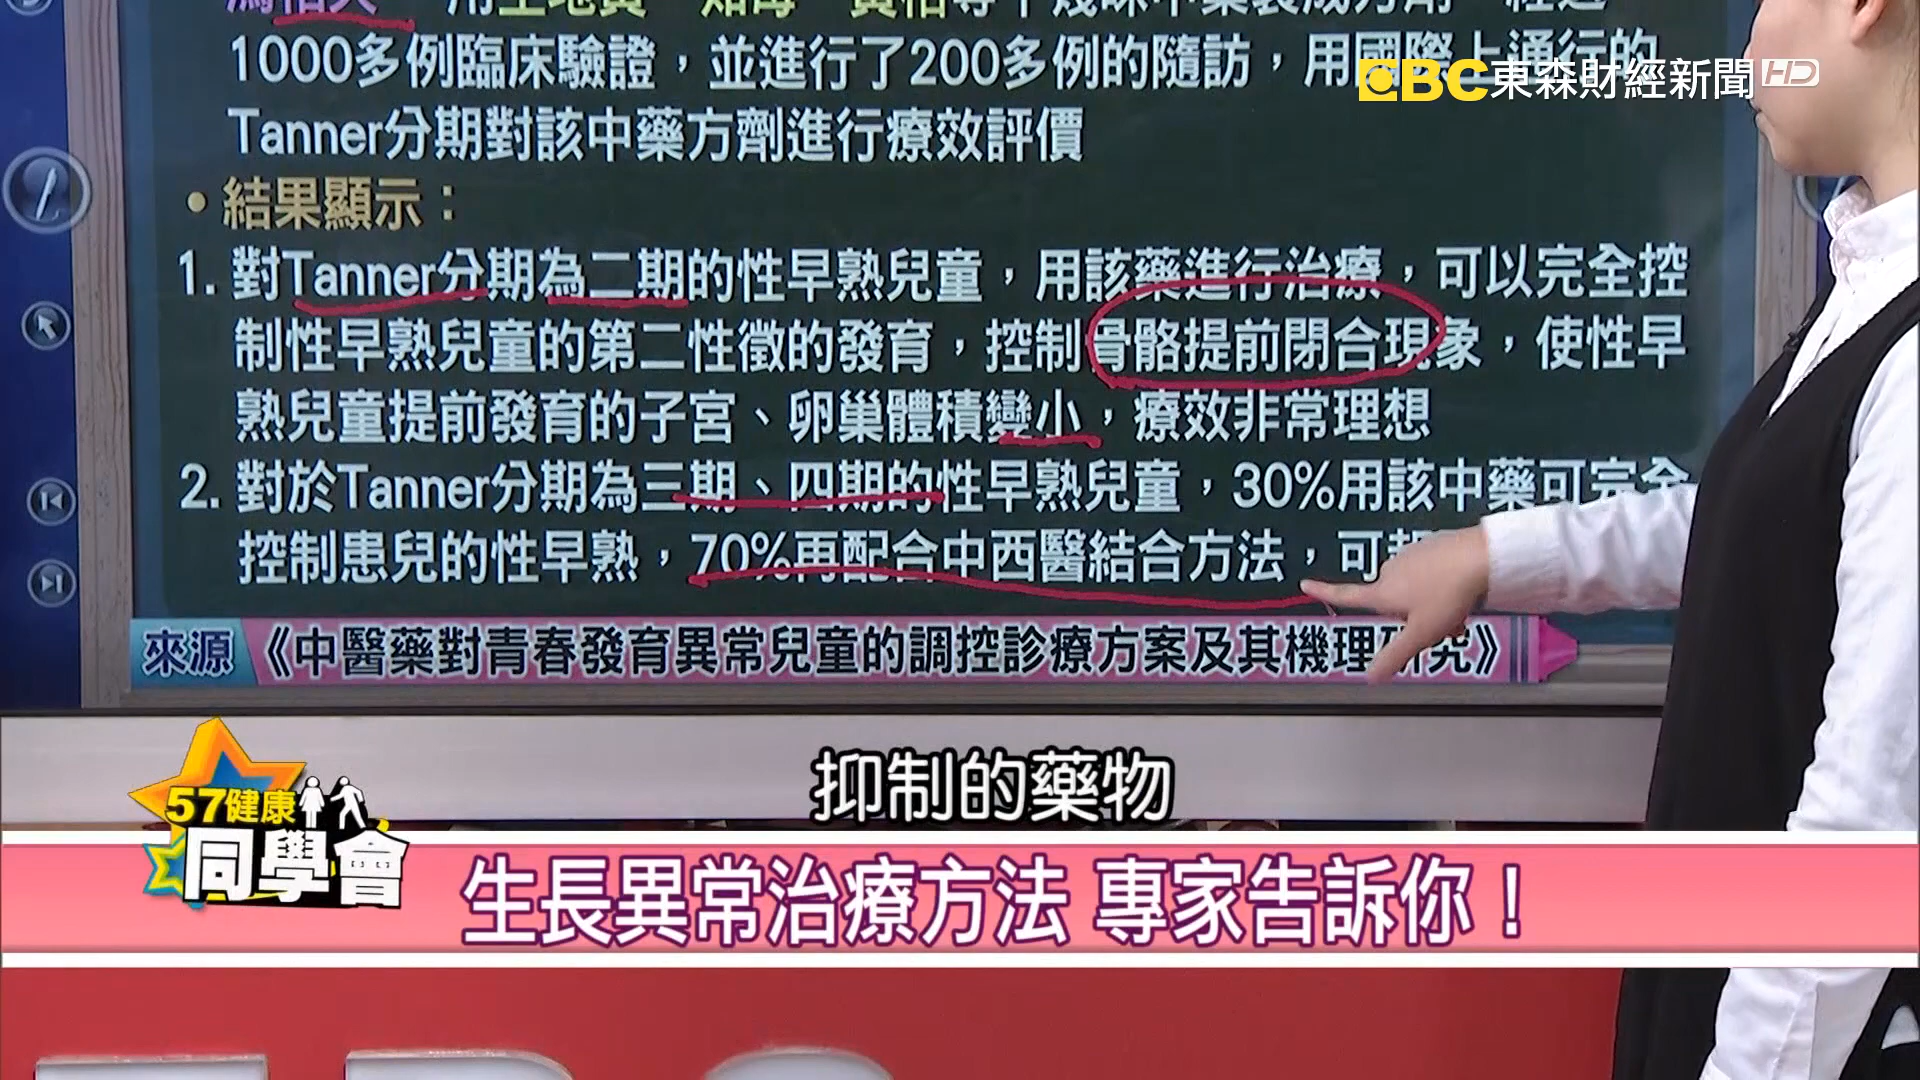 1000多例臨床驗證，並進行了200多例的隨訪，用國際上通行的
EBC東森財經新聞HD
Tanner分期對該中藥方劑進行療效評價
•結果顯示：
1. 對Tanner分期為二期的性早熟兒童，用該藥進行治療，可以完全控
制性早熟兒童的第二性徵的發育，控制骨骼提前閉合現象，使性早
熟兒童提前發育的子宮、卵巢體積變小，療效非常理想
2. 對於Tanner分期為三期、四期的性早熟兒童，30%用該中藥可完全
控制患兒的性早熟，70%再配合中西醫結合方法，可
來源《中醫藥對青春發育異常兒童的調控診療方案及其機理研究》
抑制的藥物
57健康
同學會
生長異常治療方法 專家告訴你！